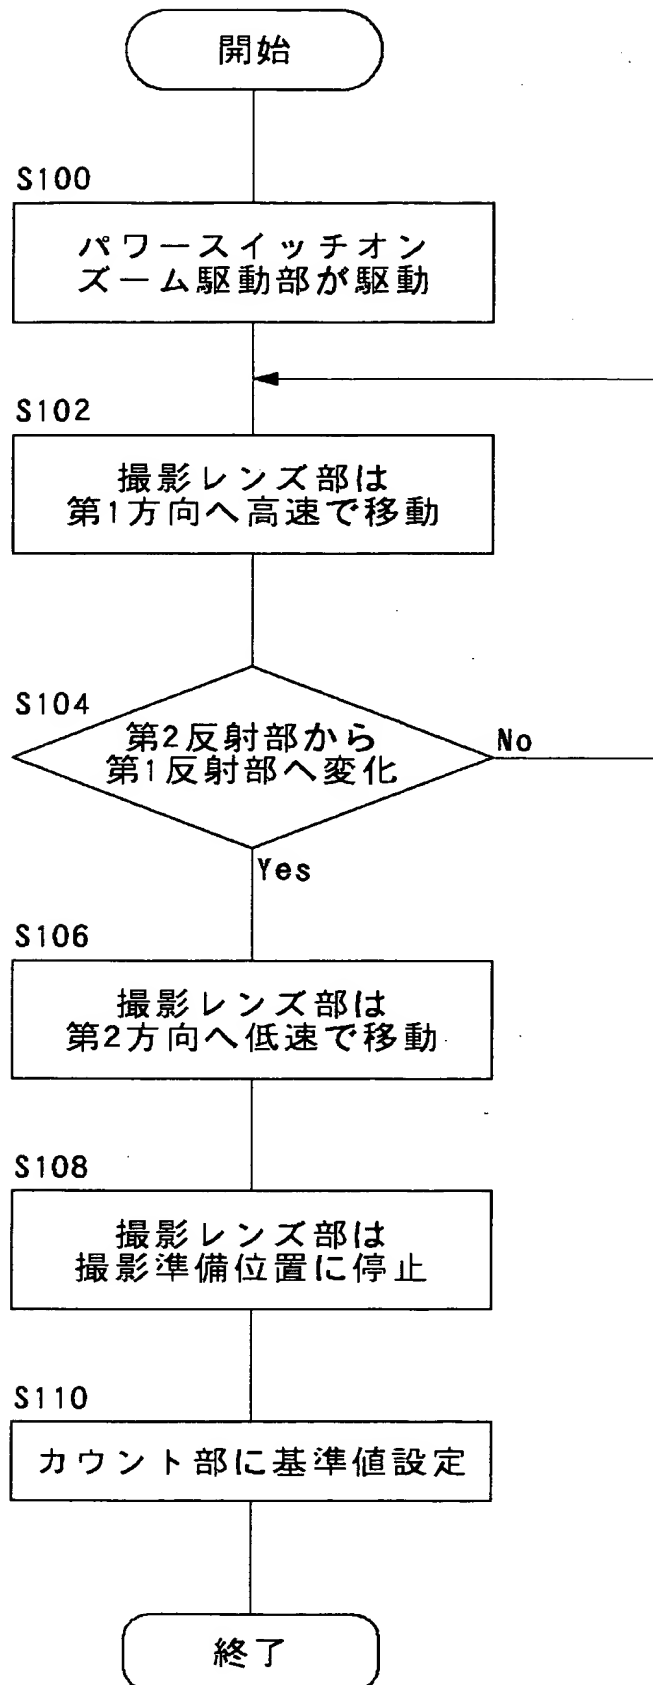 開始
S100
パワースイッチオン
ズーム駆動部が駆動
S102
撮影レンズ部は
第1方向へ高速で移動
S104
第2反射部から
第1反射部へ変化
No
Yes
S106
撮影レンズ部は
第2方向へ低速で移動
S108
撮影レンズ部は
撮影準備位置に停止
S110
カウント部に基準値設定
終了